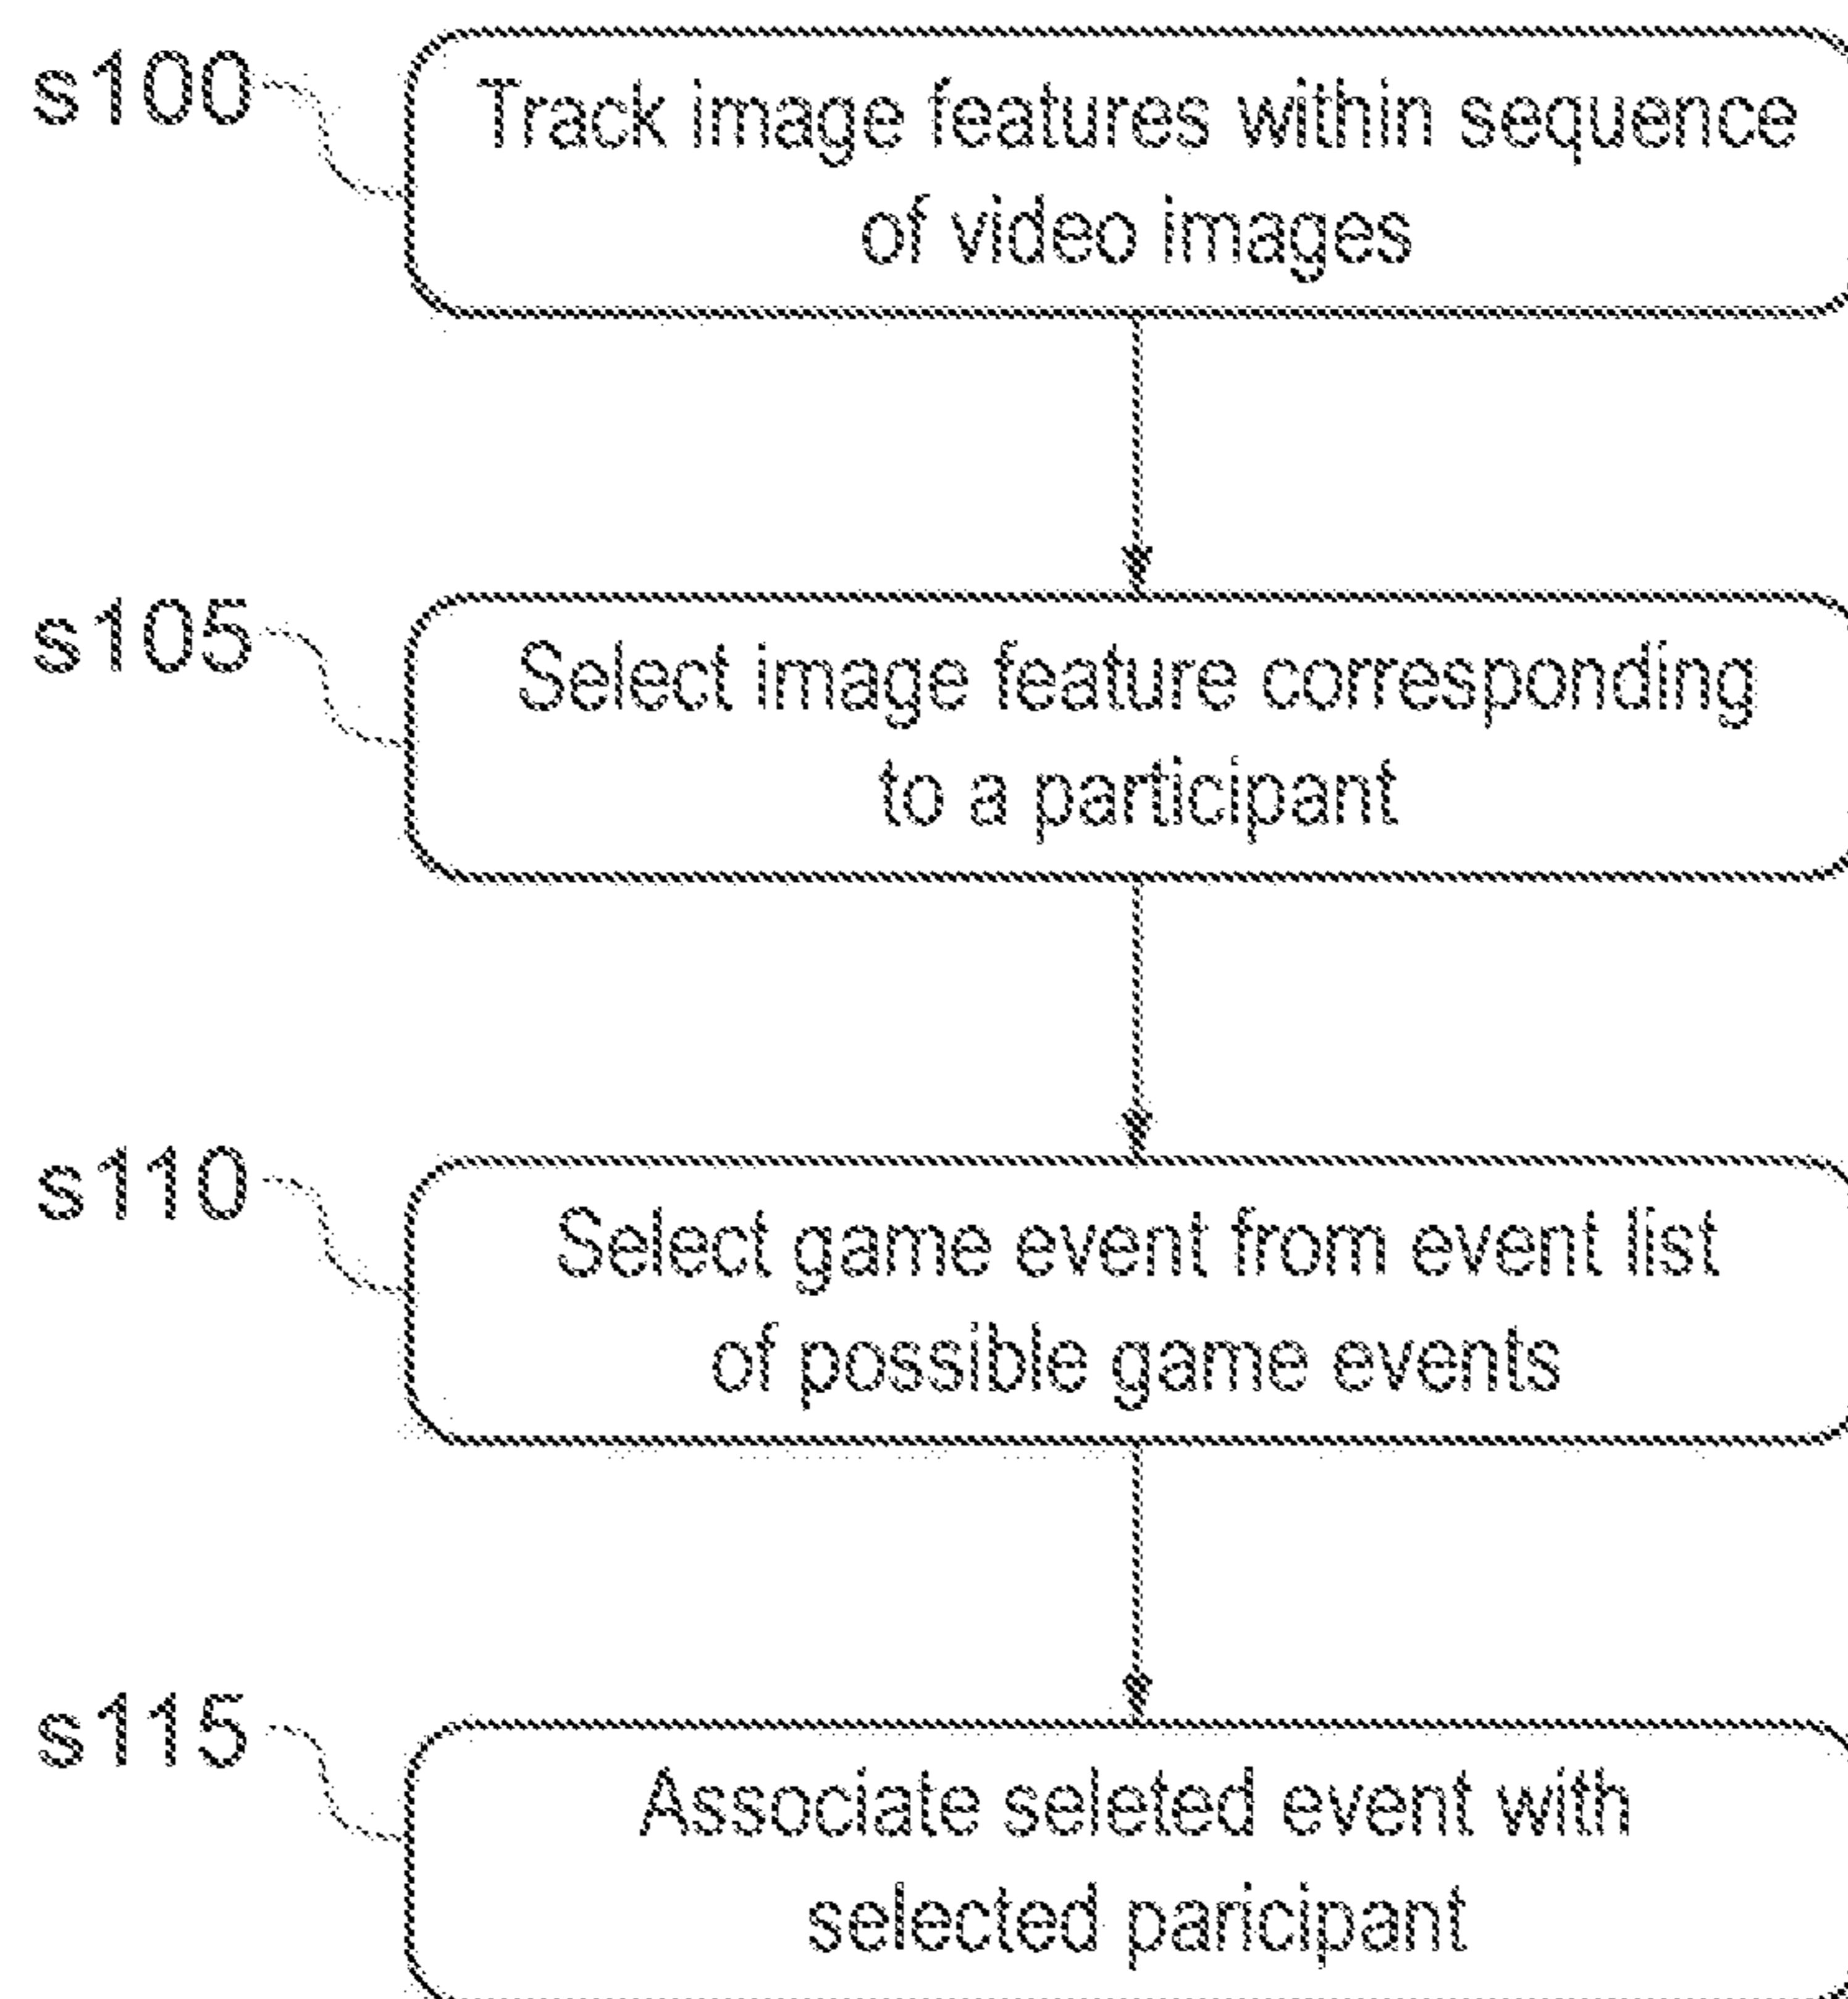 s100
Track image features within sequence
of video images
s105
Select image feature corresponding
to a participant
s110
Select game event from event list
of possible game events
s115
Associate seleted event with
selected paricipant